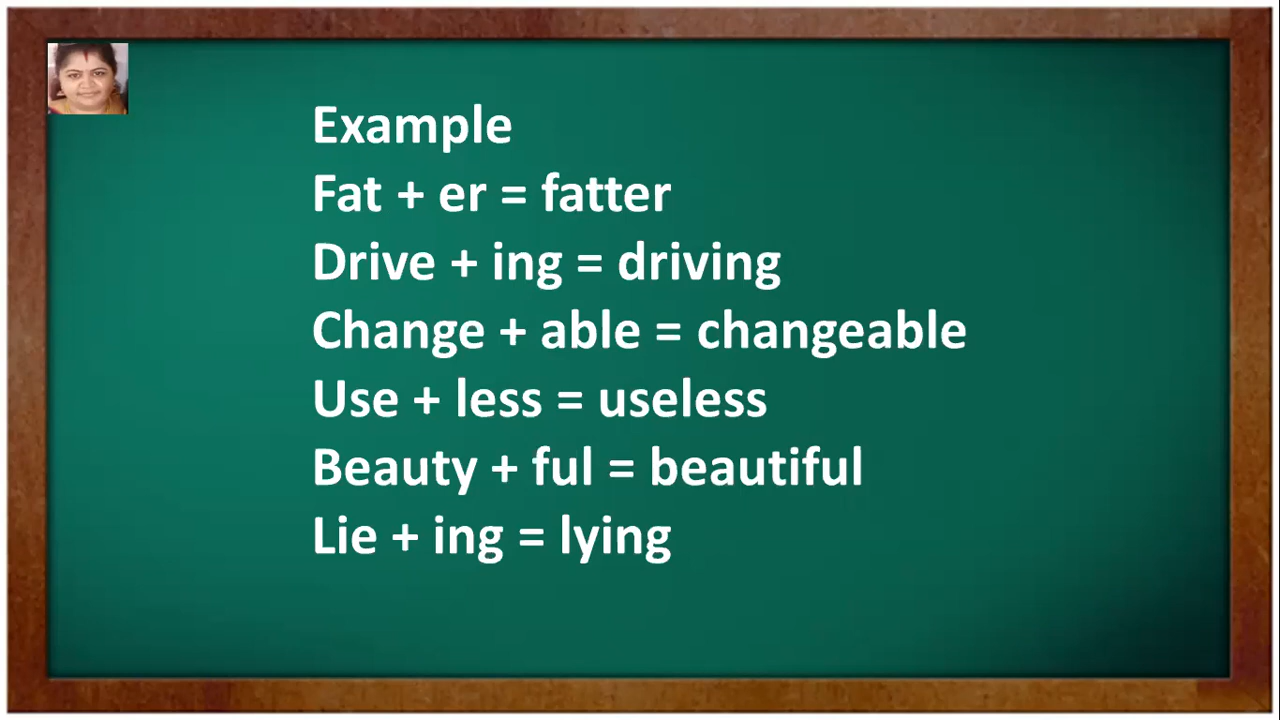 Example
Fat + er = fatter
Drive + ing = driving
Change + able = changeable
Use + less = useless
Beauty + ful = beautiful
Lie + ing = lying